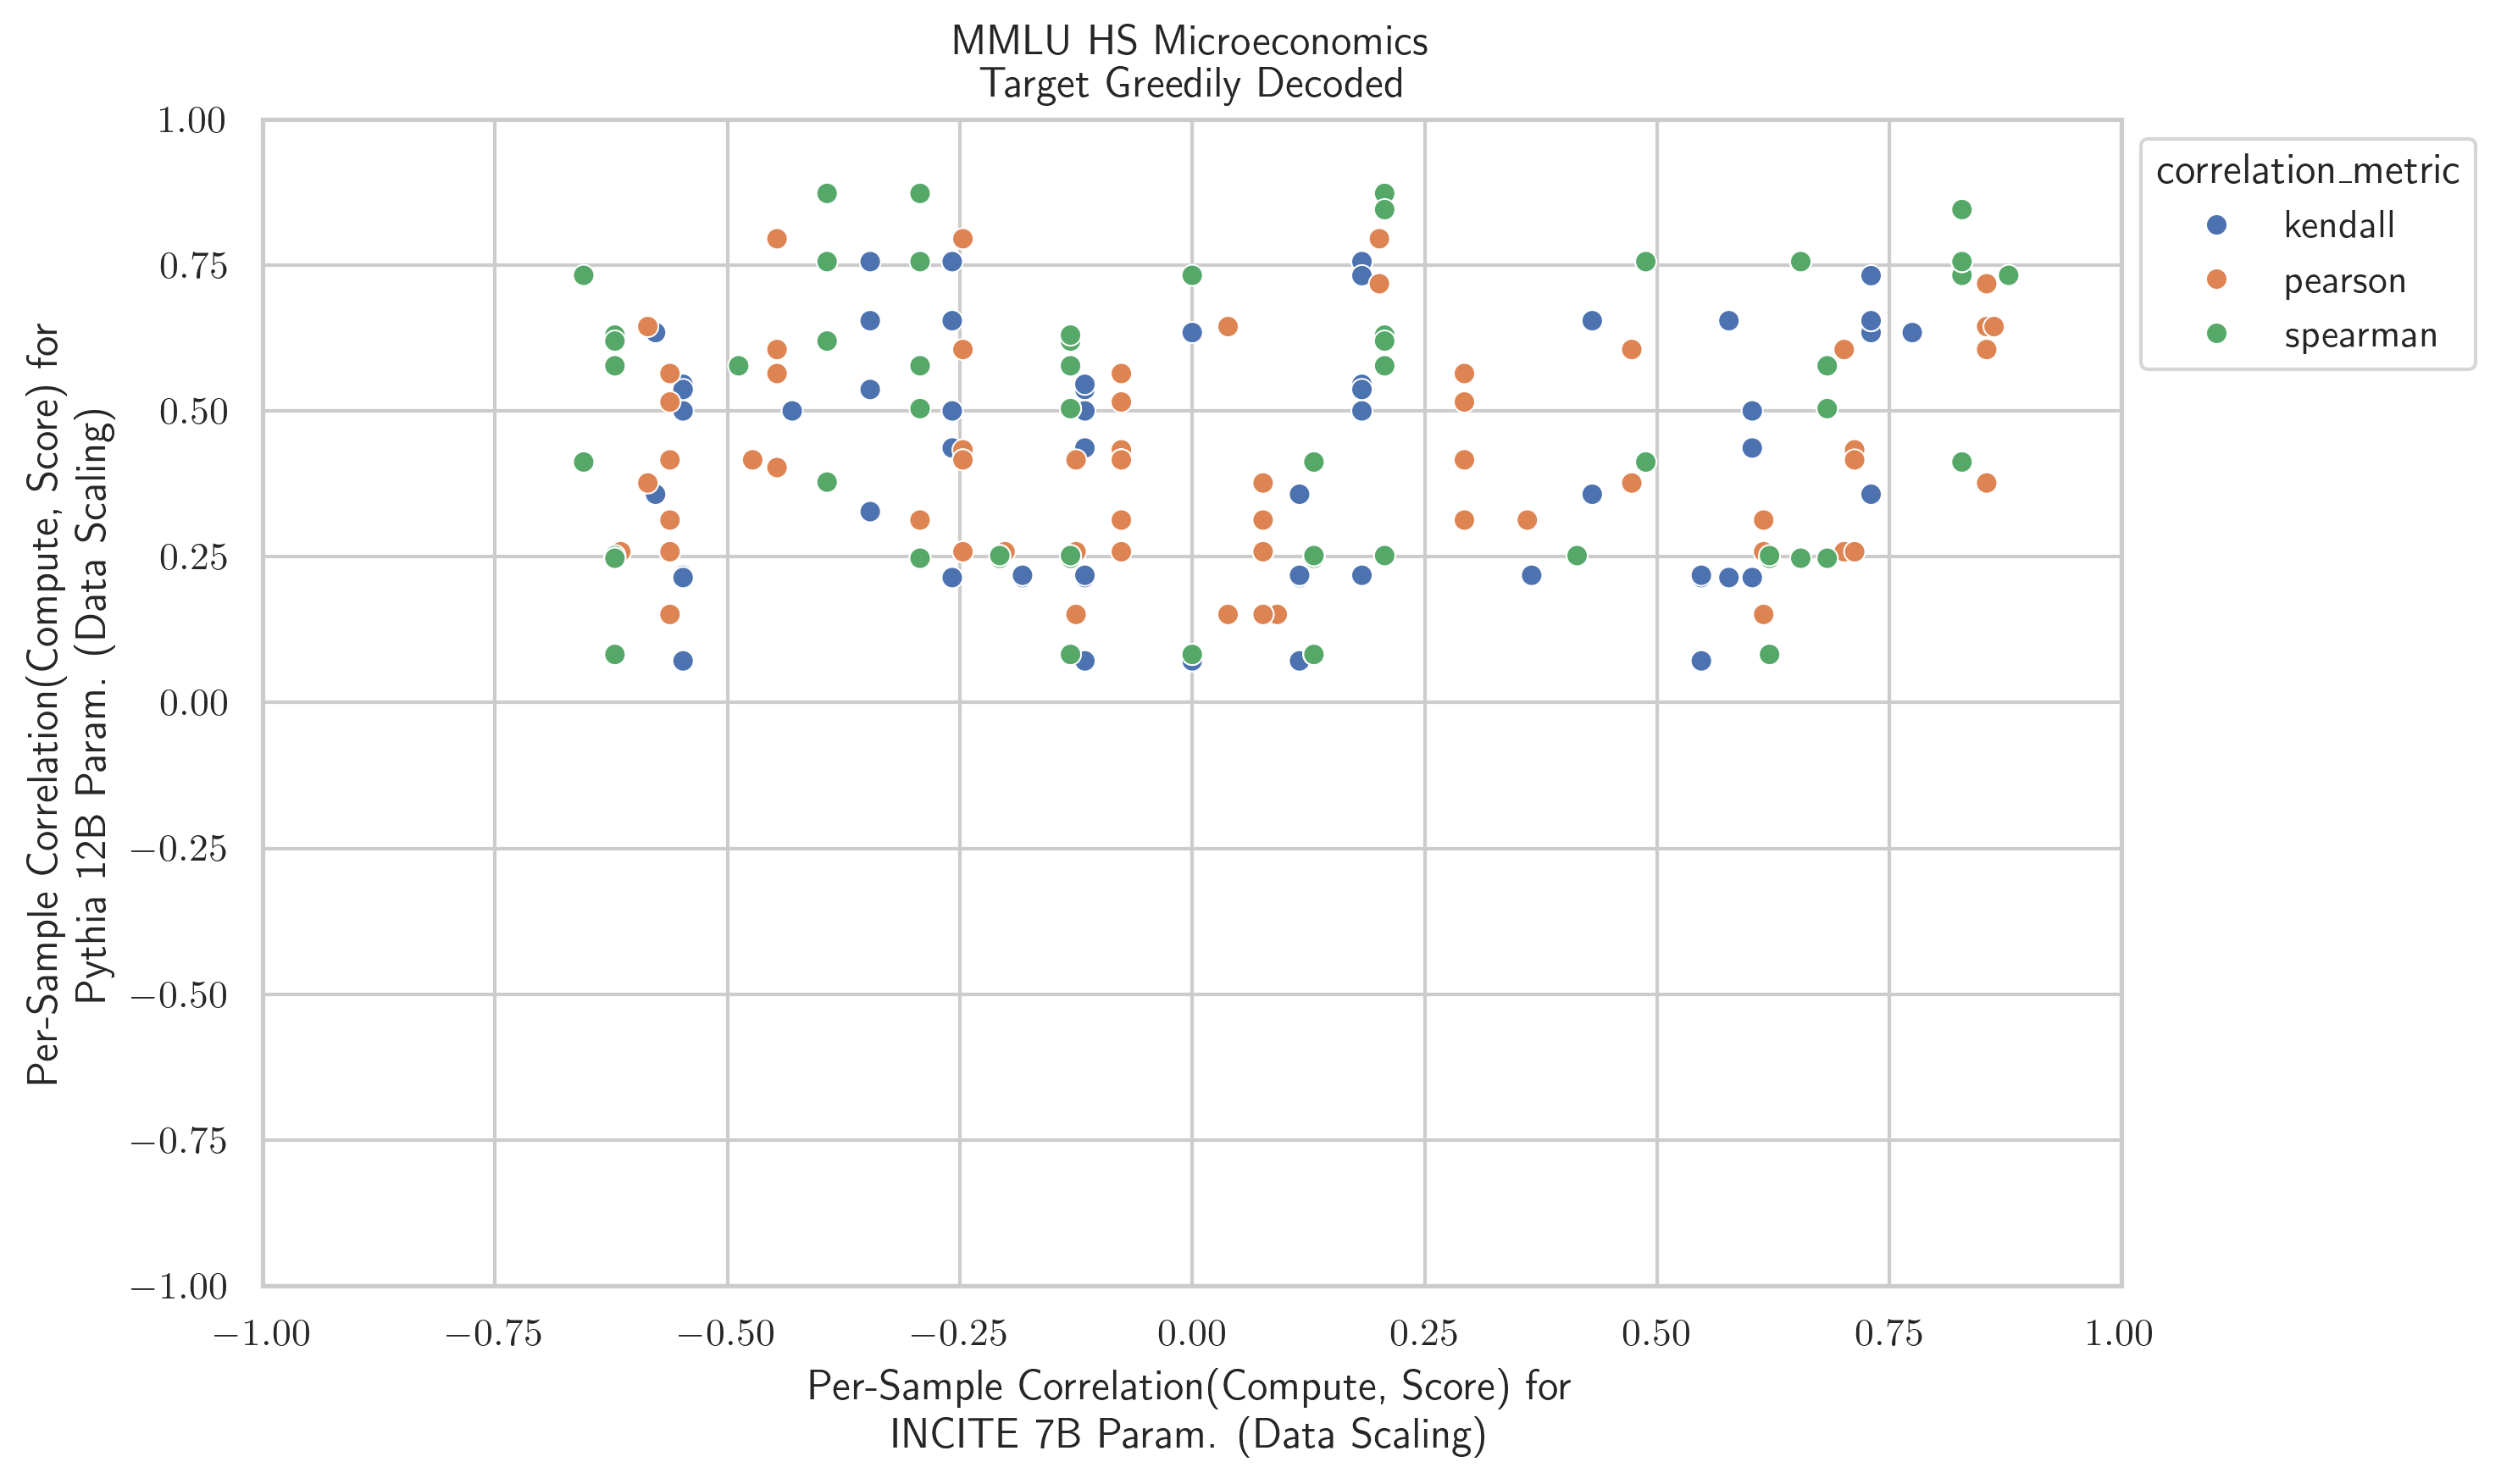 MMLU HS Microeconomics
Target Greedily Decoded
Per-Sample Correlation(Compute, Score) for
Pythia 12B Param. (Data Scaling)
1.00
0.75
0.50
0.25
0.00
−0.25
−0.50
−0.75
−1.00
−1.00 −0.75 −0.50 −0.25 0.00 0.25 0.50 0.75 1.00
Per-Sample Correlation(Compute, Score) for
INCITE 7B Param. (Data Scaling)
correlation_metric
kendall
pearson
spearman